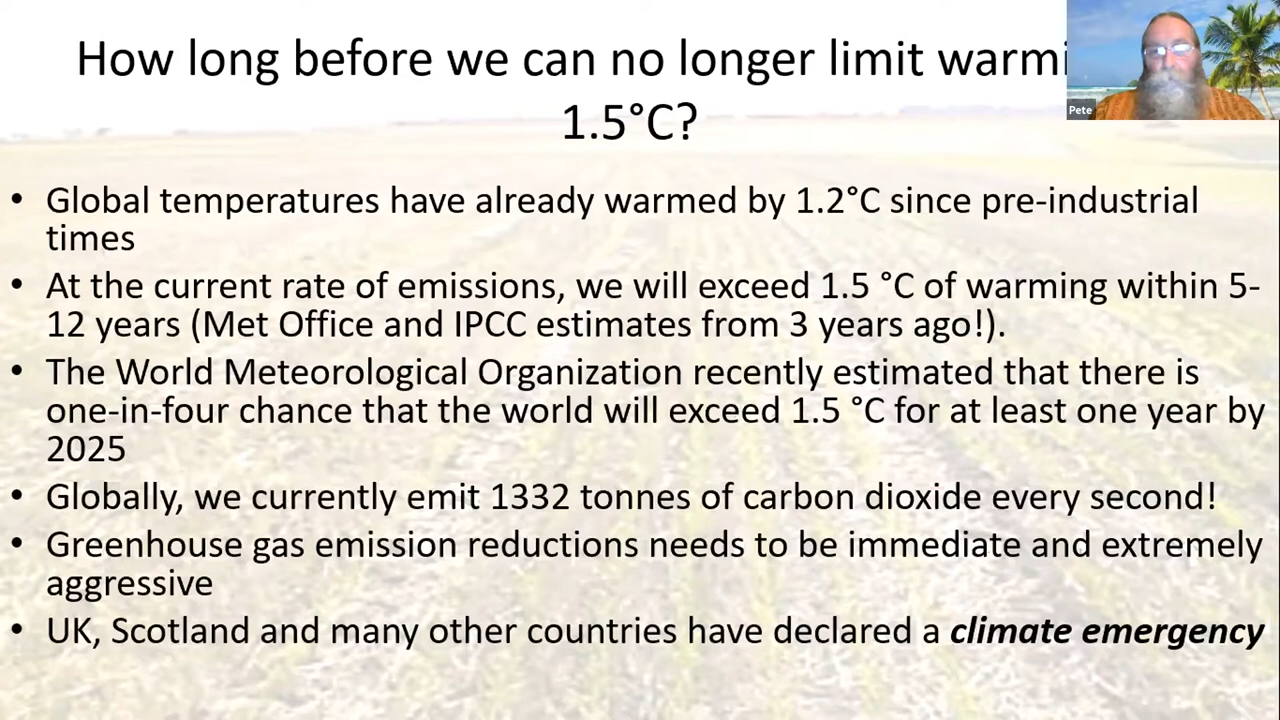 How long before we can no longer limit warmi
1.5°C?
Pete
• Global temperatures have already warmed by 1.2°C since pre-industrial
times
• At the current rate of emissions, we will exceed 1.5 °C of warming within 5-
12 years (Met Office and IPCC estimates from 3 years ago!).
• The World Meteorological Organization recently estimated that there is
one-in-four chance that the world will exceed 1.5 °C for at least one year by
2025
• Globally, we currently emit 1332 tonnes of carbon dioxide every second!
• Greenhouse gas emission reductions needs to be immediate and extremely
aggressive
• UK, Scotland and many other countries have declared a climate emergency